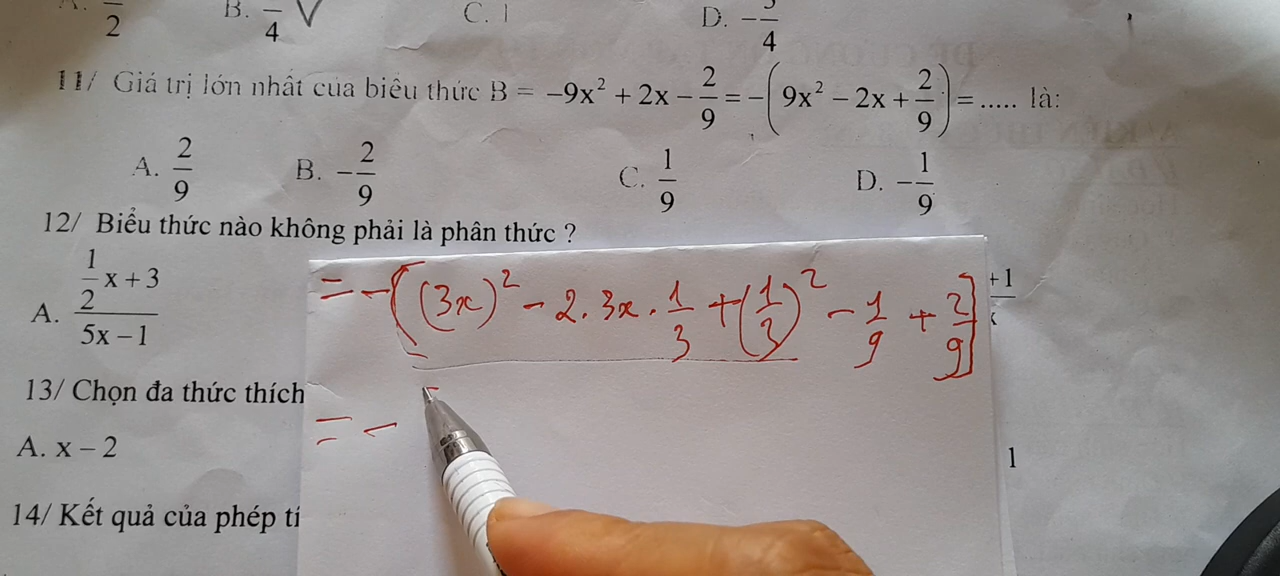 2 B. /4 √ C. 1 D. -3/4
11/ Giá trị lớn nhất của biểu thức B = -9x² + 2x - 2/9 = -(9x² - 2x + 2/9) = ..... là:
A. 2/9 B. -2/9 C. 1/9 D. -1/9
12/ Biểu thức nào không phải là phân thức ?
A. (1/2 x + 3)/(5x - 1) +1
= -[(3x)² - 2.3x.1/3 + (1/3)² - 1/9 + 2/9]
13/ Chọn đa thức thích
= -
A. x - 2 1
14/ Kết quả của phép tí